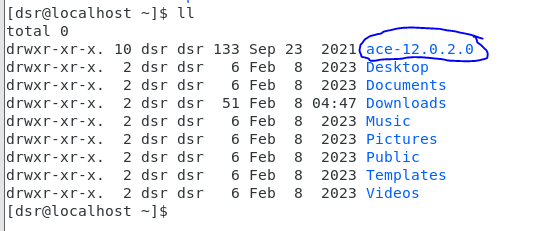 [dsr@localhost ~]$ ll
total 0
drwxr-xr-x. 10 dsr dsr 133 Sep 23  2021 ace-12.0.2.0
drwxr-xr-x.  2 dsr dsr   6 Feb  8  2023 Desktop
drwxr-xr-x.  2 dsr dsr   6 Feb  8  2023 Documents
drwxr-xr-x.  2 dsr dsr  51 Feb  8 04:47 Downloads
drwxr-xr-x.  2 dsr dsr   6 Feb  8  2023 Music
drwxr-xr-x.  2 dsr dsr   6 Feb  8  2023 Pictures
drwxr-xr-x.  2 dsr dsr   6 Feb  8  2023 Public
drwxr-xr-x.  2 dsr dsr   6 Feb  8  2023 Templates
drwxr-xr-x.  2 dsr dsr   6 Feb  8  2023 Videos
[dsr@localhost ~]$